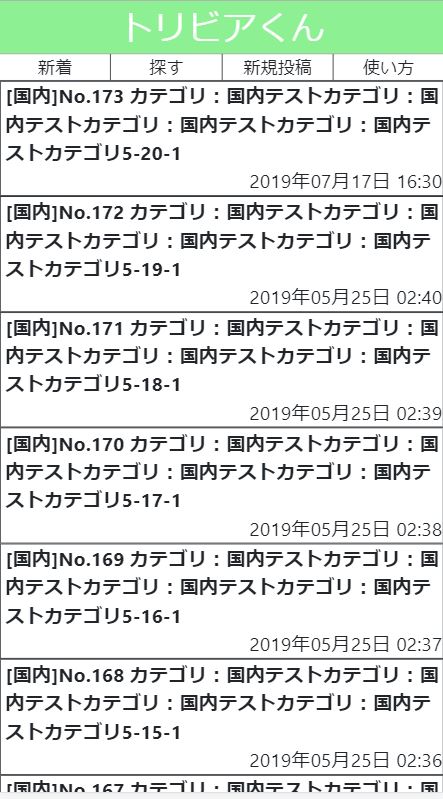 トリビアくん
新着 探す 新規投稿 使い方
[国内]No.173 カテゴリ：国内テストカテゴリ：国
内テストカテゴリ：国内テストカテゴリ：国内テ
ストカテゴリ5-20-1
2019年07月17日 16:30
[国内]No.172 カテゴリ：国内テストカテゴリ：国
内テストカテゴリ：国内テストカテゴリ：国内テ
ストカテゴリ5-19-1
2019年05月25日 02:40
[国内]No.171 カテゴリ：国内テストカテゴリ：国
内テストカテゴリ：国内テストカテゴリ：国内テ
ストカテゴリ5-18-1
2019年05月25日 02:39
[国内]No.170 カテゴリ：国内テストカテゴリ：国
内テストカテゴリ：国内テストカテゴリ：国内テ
ストカテゴリ5-17-1
2019年05月25日 02:38
[国内]No.169 カテゴリ：国内テストカテゴリ：国
内テストカテゴリ：国内テストカテゴリ：国内テ
ストカテゴリ5-16-1
2019年05月25日 02:37
[国内]No.168 カテゴリ：国内テストカテゴリ：国
内テストカテゴリ：国内テストカテゴリ：国内テ
ストカテゴリ5-15-1
2019年05月25日 02:36
[国内]No.167 カテゴリ：国内テストカテゴリ：国